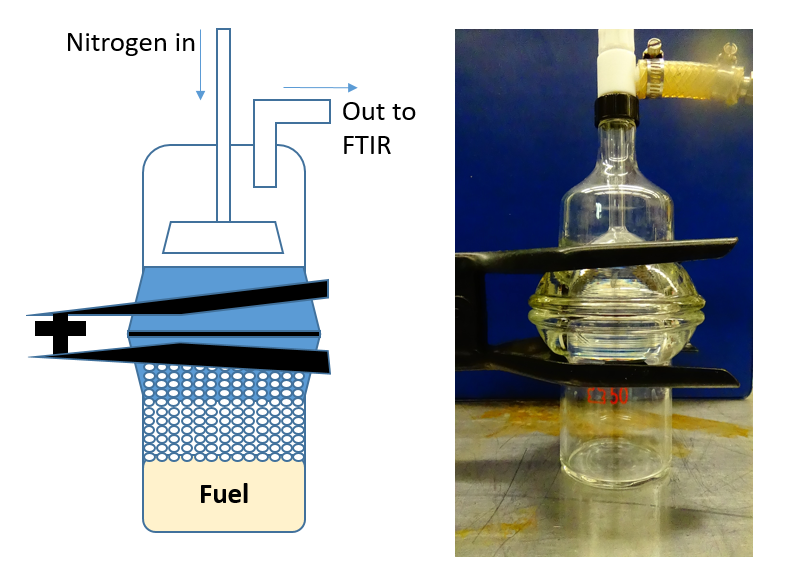 Nitrogen in
Out to
FTIR
Fuel